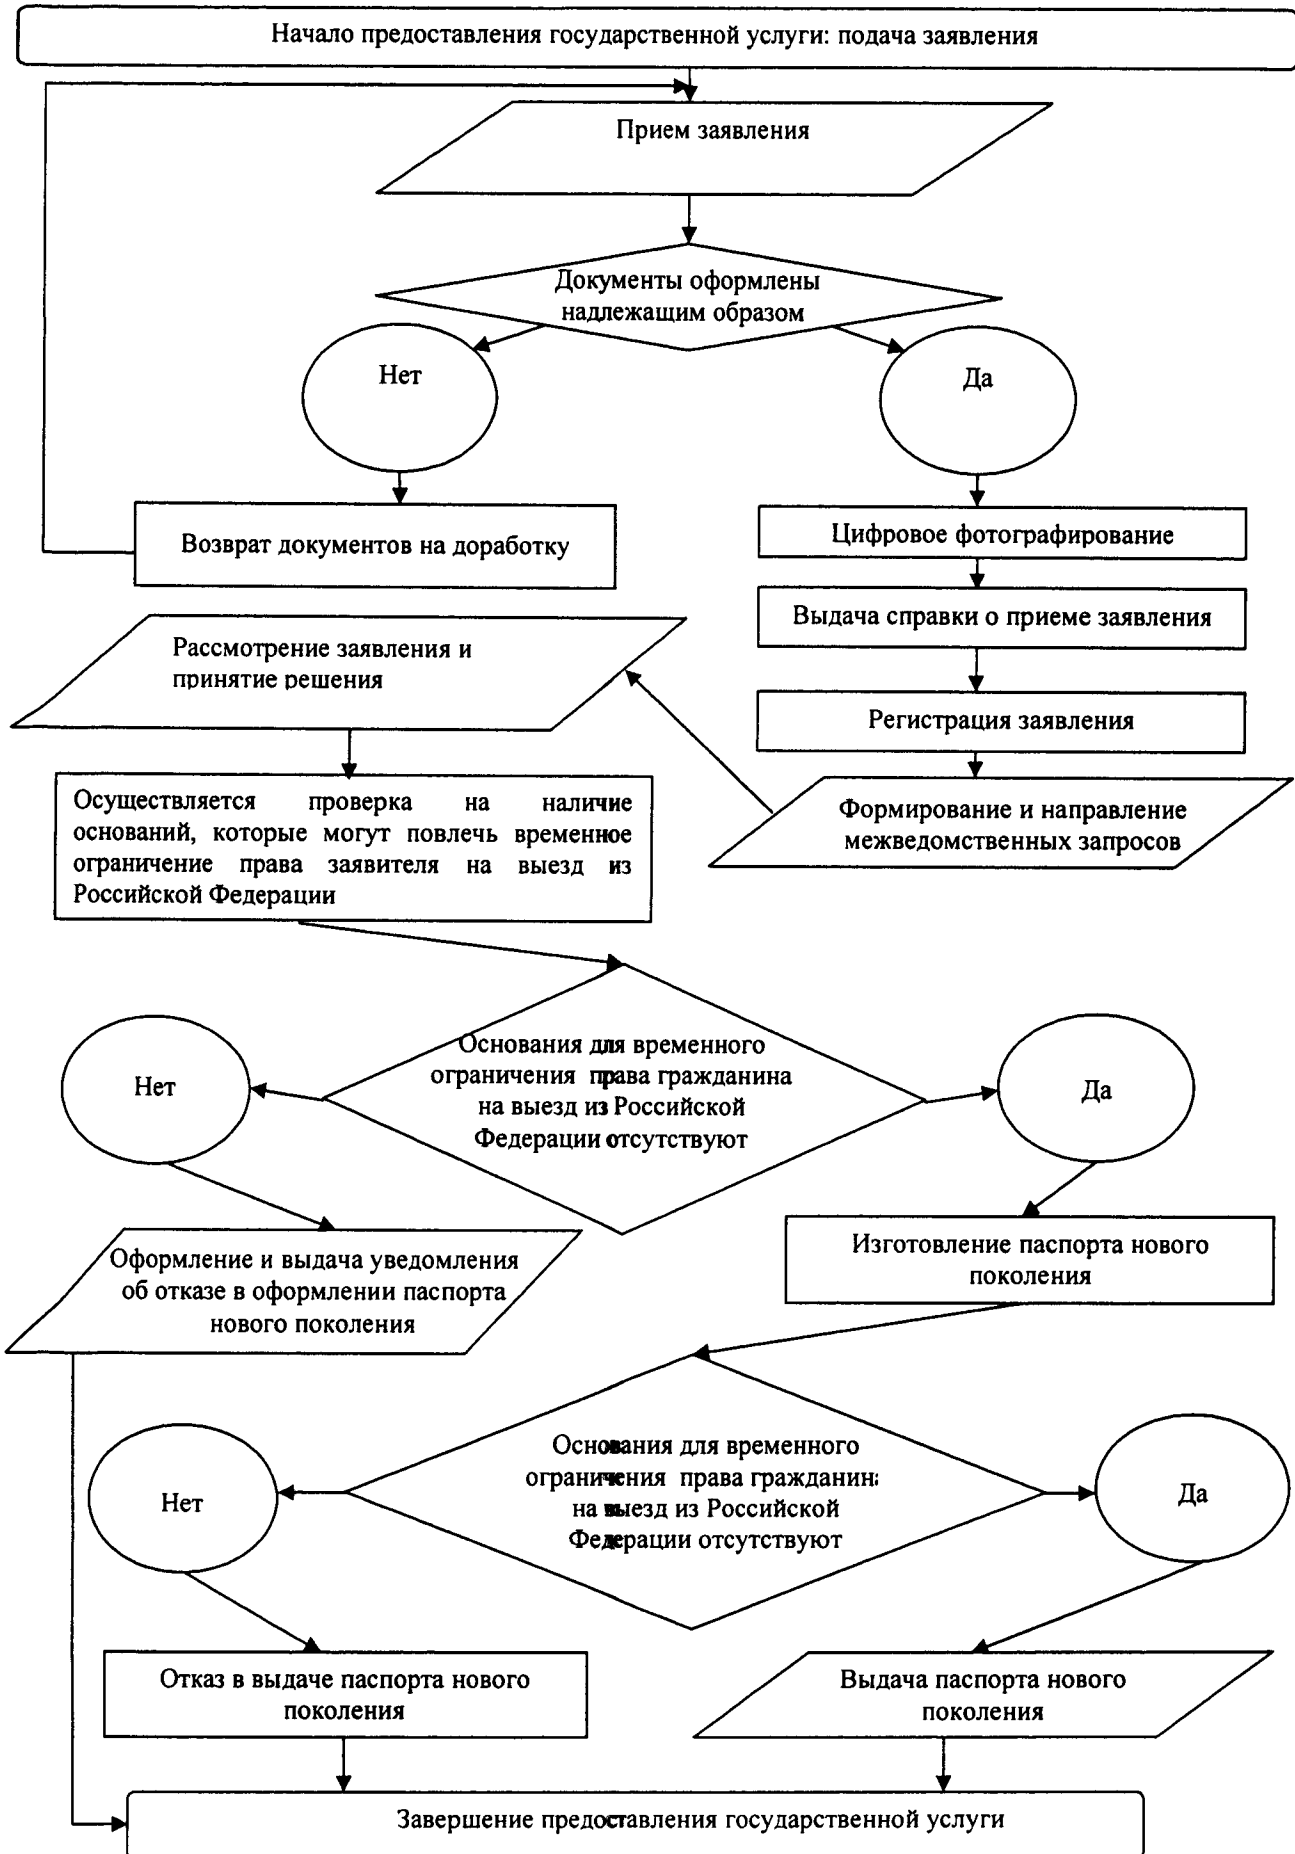 Начало предоставления государственной услуги: подача заявления
Прием заявления
Документы оформлены
надлежащим образом
Нет
Да
Возврат документов на доработку
Цифровое фотографирование
Выдача справки о приеме заявления
Рассмотрение заявления и
принятие решения
Регистрация заявления
Осуществляется проверка на наличие
оснований, которые могут повлечь временное
ограничение права заявителя на выезд из
Российской Федерации
Формирование и направление
межведомственных запросов
Основания для временного
ограничения права гражданина
на выезд из Российской
Федерации отсутствуют
Нет
Да
Оформление и выдача уведомления
об отказе в оформлении паспорта
нового поколения
Изготовление паспорта нового
поколения
Основания для временного
ограничения права гражданина
на выезд из Российской
Федерации отсутствуют
Нет
Да
Отказ в выдаче паспорта нового
поколения
Выдача паспорта нового
поколения
Завершение предоставления государственной услуги